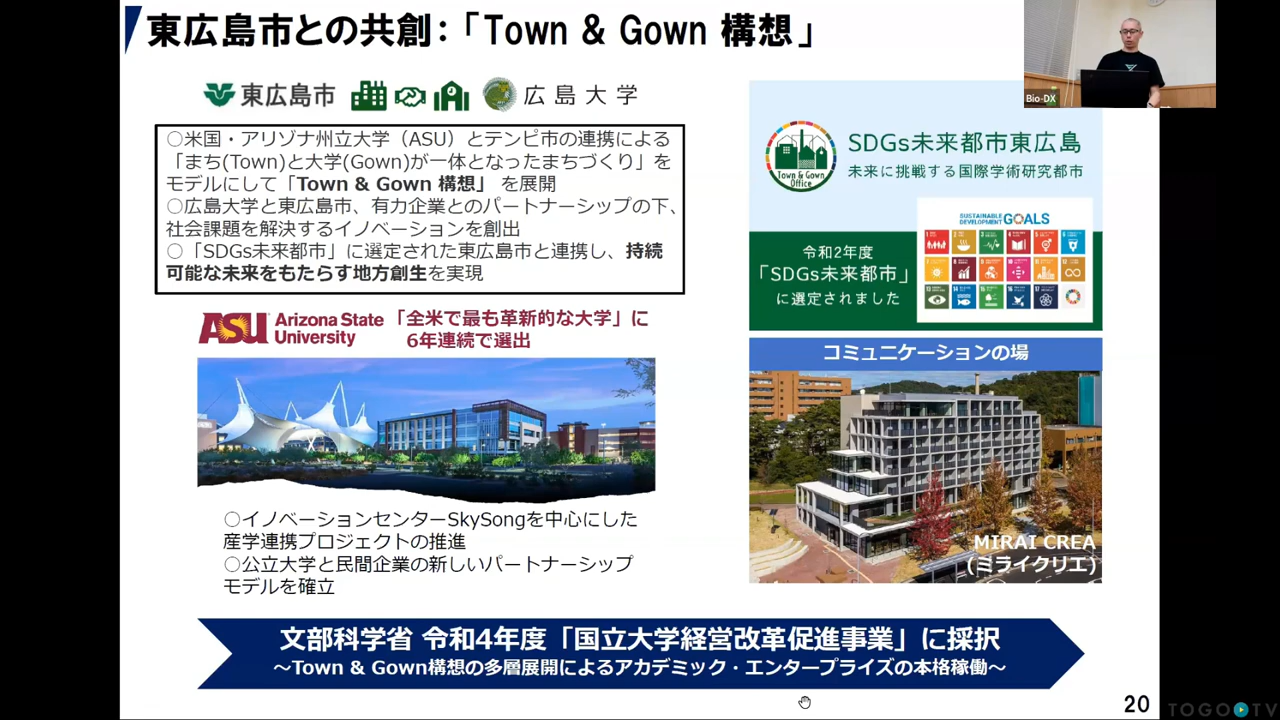 東広島市との共創:「Town & Gown 構想」
東広島市
広島大学
○米国・アリゾナ州立大学（ASU）とテンピ市の連携による
「まち(Town)と大学(Gown)が一体となったまちづくり」を
モデルにして「Town & Gown 構想」 を展開
○広島大学と東広島市、有力企業とのパートナーシップの下、
社会課題を解決するイノベーションを創出
○「SDGs未来都市」に選定された東広島市と連携し、持続
可能な未来をもたらす地方創生を実現
ASU Arizona State University
「全米で最も革新的な大学」に
6年連続で選出
○イノベーションセンターSkySongを中心にした
産学連携プロジェクトの推進
○公立大学と民間企業の新しいパートナーシップ
モデルを確立
Bio-DX
Town & Gown
Office
SDGs未来都市東広島
未来に挑戦する国際学術研究都市
SUSTAINABLE DEVELOPMENT GOALS
令和2年度
「SDGs未来都市」
に選定されました
コミュニケーションの場
MIRAI CREA
(ミライクリエ)
文部科学省 令和4年度「国立大学経営改革促進事業」に採択
～Town & Gown構想の多層展開によるアカデミック・エンタープライズの本格稼働～
20
TOGOTV